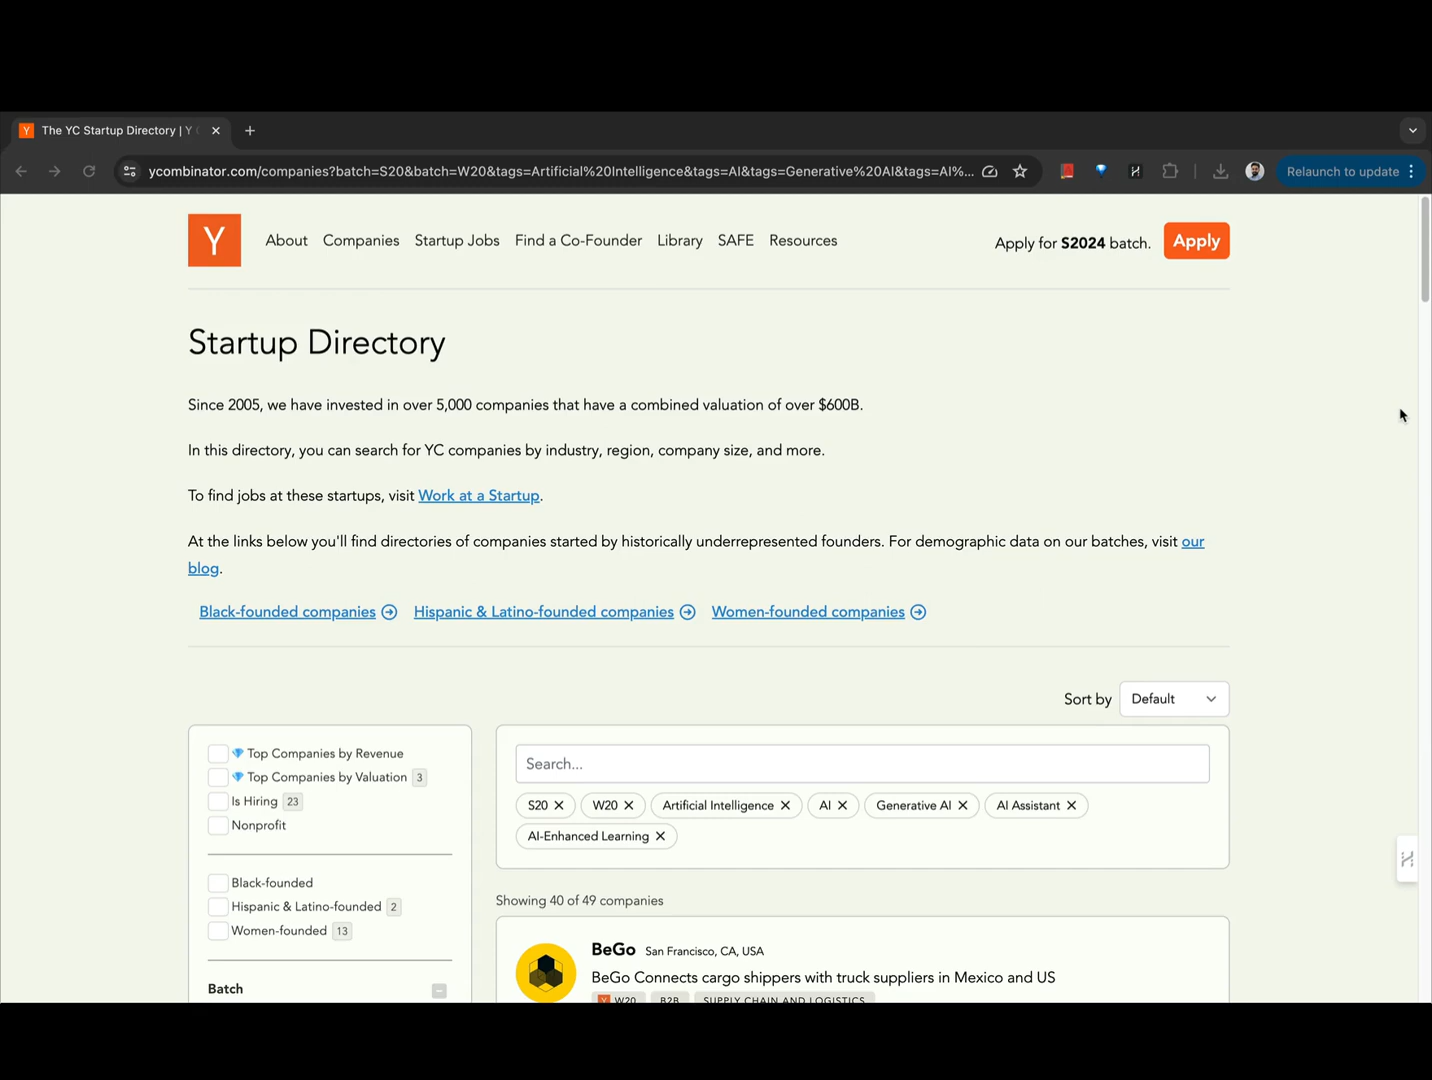 The YC Startup Directory | Y
ycombinator.com/companies?batch=S20&batch=W20&tags=Artificial%20Intelligence&tags=AI&tags=Generative%20AI&tags=AI%...
Relaunch to update
Y
About Companies Startup Jobs Find a Co-Founder Library SAFE Resources
Apply for S2024 batch. Apply
Startup Directory
Since 2005, we have invested in over 5,000 companies that have a combined valuation of over $600B.
In this directory, you can search for YC companies by industry, region, company size, and more.
To find jobs at these startups, visit Work at a Startup.
At the links below you'll find directories of companies started by historically underrepresented founders. For demographic data on our batches, visit our
blog.
Black-founded companies Hispanic & Latino-founded companies Women-founded companies
Sort by Default
Top Companies by Revenue
Top Companies by Valuation 3
Is Hiring 23
Nonprofit
Black-founded
Hispanic & Latino-founded 2
Women-founded 13
Batch
Search...
S20 W20 Artificial Intelligence AI Generative AI AI Assistant
AI-Enhanced Learning
Showing 40 of 49 companies
BeGo San Francisco, CA, USA
BeGo Connects cargo shippers with truck suppliers in Mexico and US
W20 B2B SUPPLY CHAIN AND LOGISTICS